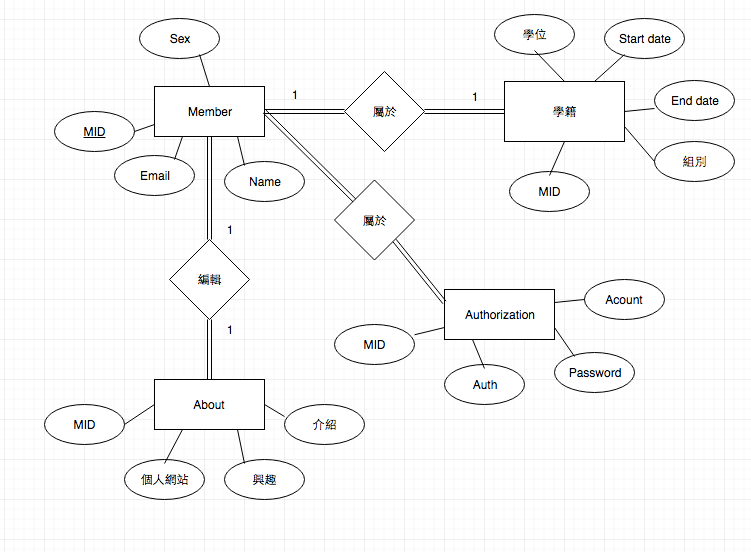 Sex
學位
Start date
Member
1
屬於
1
學籍
End date
MID
Email
Name
組別
MID
1
屬於
編輯
Acount
Authorization
1
MID
Auth
Password
About
MID
介紹
個人網站
興趣